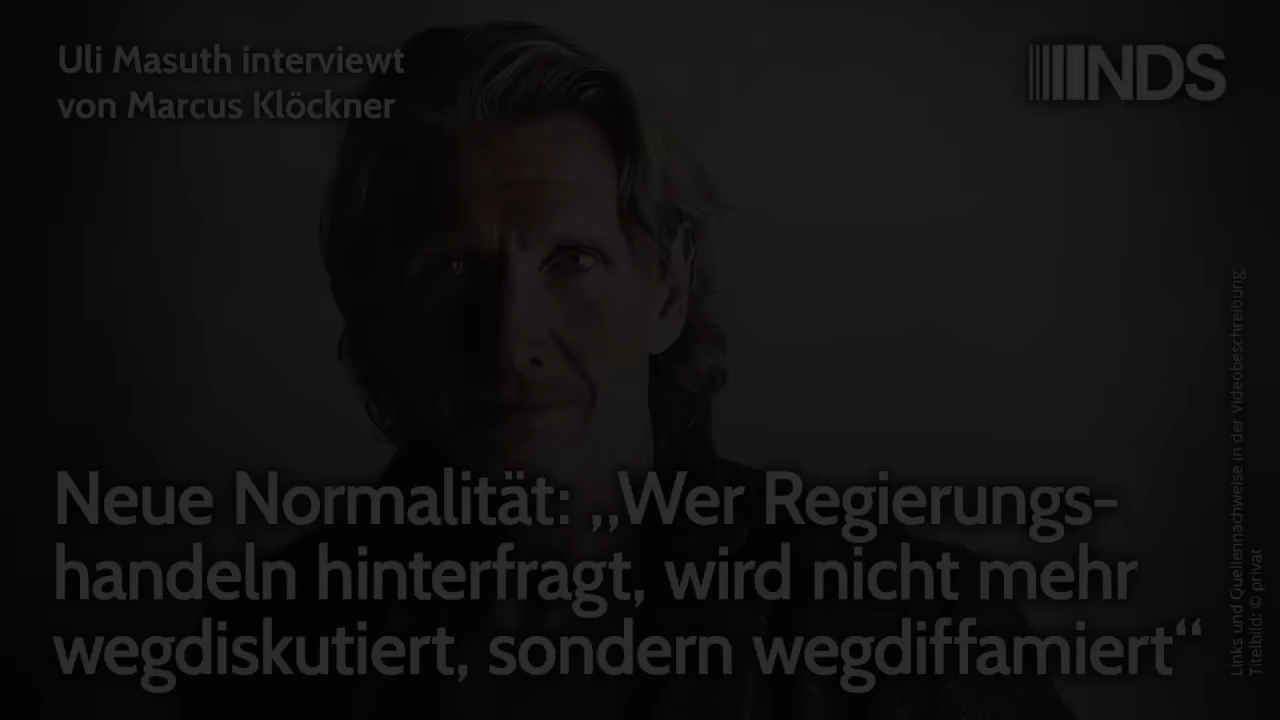 Uli Masuth interviewt
von Marcus Klöckner
NDS
Neue Normalität: „Wer Regierungs-
handeln hinterfragt, wird nicht mehr
wegdiskutiert, sondern wegdiffamiert“
Links und Quellennachweise in der Videobeschreibung;
Titelbild: © privat